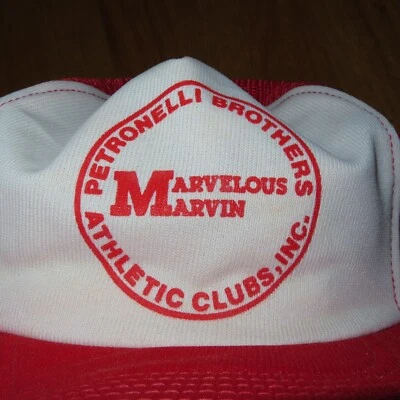 PETRONELLI BROTHERS
MARVELOUS
MARVIN
ATHLETIC CLUBS, INC.